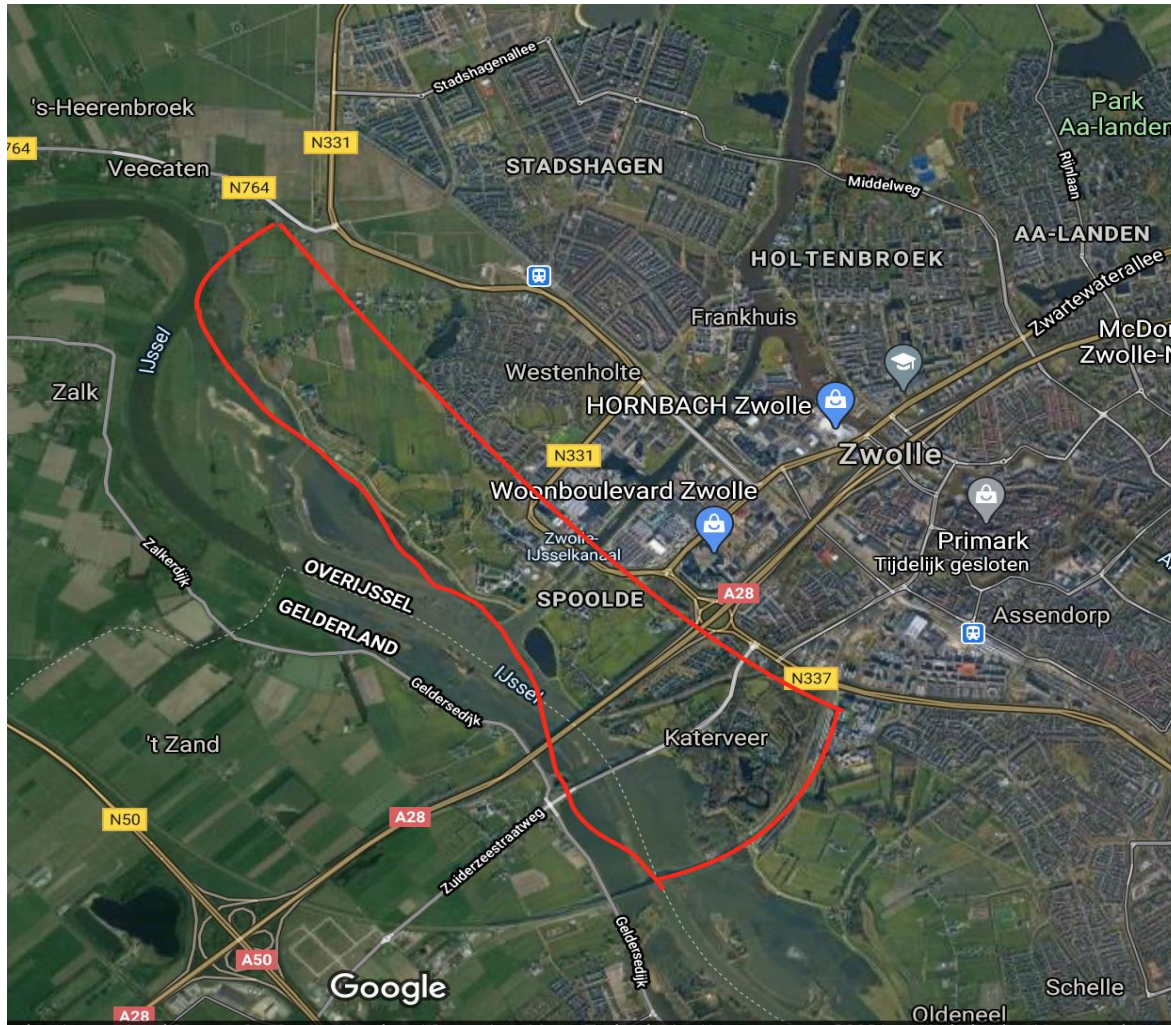 's-Heerenbroek
764
Veecaten
N331
N764
Stadshagenallee
STADSHAGEN
Park
Aa-landen
Rijnlaan
Middelweg
AA-LANDEN
HOLTENBROEK
Zwartewaterallee
Frankhuis
McDo
Zwolle-N
IJssel
Zalk
Westenholte
HORNBACH Zwolle
N331
Zwolle
Woonboulevard Zwolle
Zwolle-
IJsselkanaal
Primark
Tijdelijk gesloten
Zalkerdijk
OVERIJSSEL
GELDERLAND
SPOOLDE
A28
Assendorp
IJssel
N337
Geldersedijk
Katerveer
't Zand
N50
A28
Zuiderzeestraatweg
Geldersedijk
A50
Google
A28
Schelle
Oldeneel